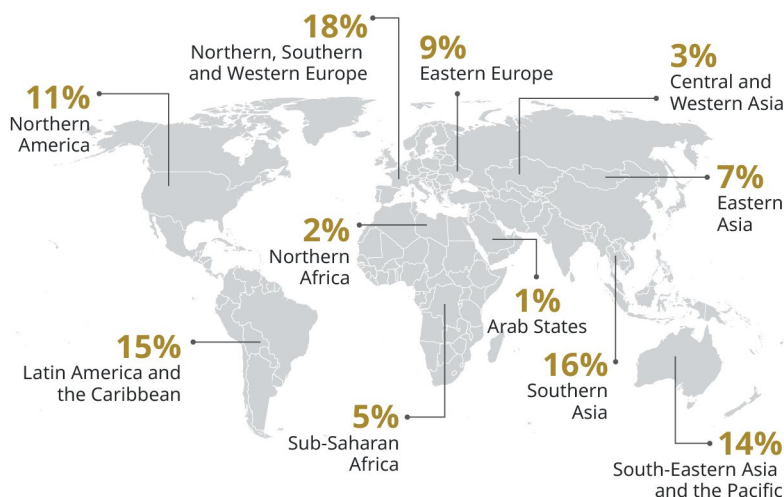 18%
Northern, Southern
and Western Europe
9%
Eastern Europe
3%
Central and
Western Asia
11%
Northern
America
7%
Eastern
Asia
2%
Northern
Africa
1%
Arab States
15%
Latin America and
the Caribbean
16%
Southern
Asia
5%
Sub-Saharan
Africa
14%
South-Eastern Asia
and the Pacific